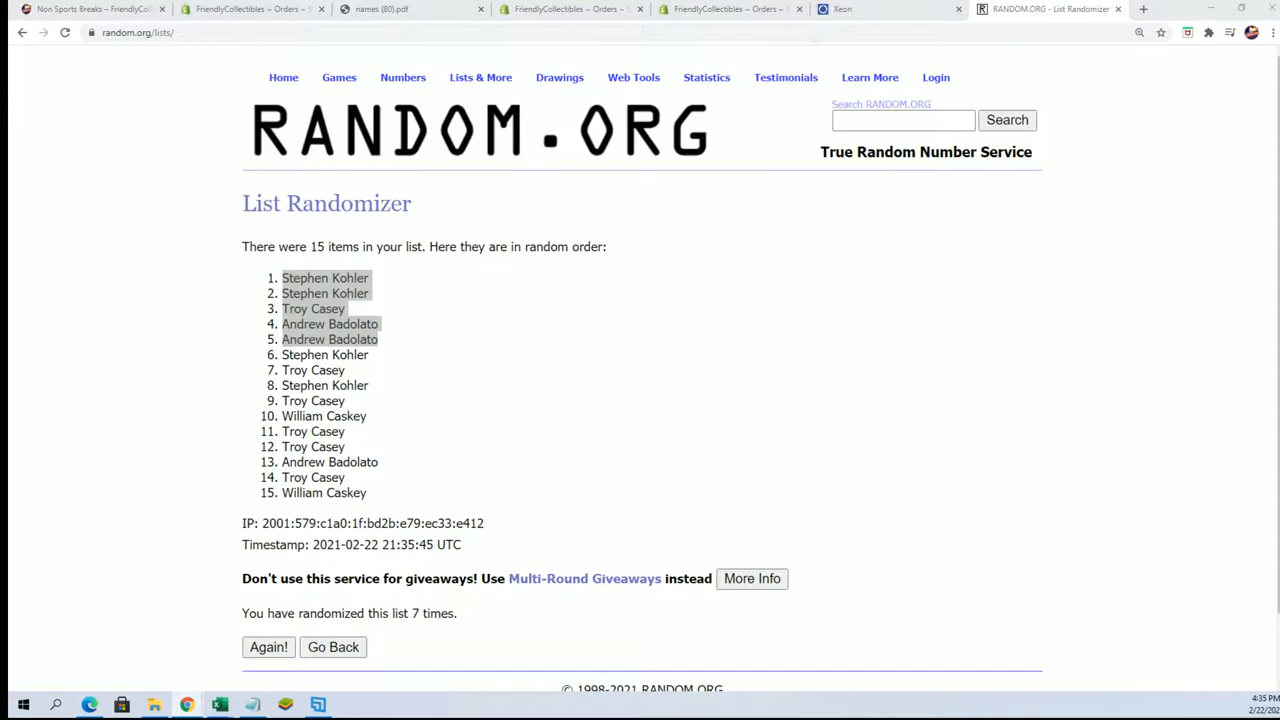 Non Sports Breaks – FriendlyColl
FriendlyCollectibles ~ Orders ~ S
names (80).pdf
FriendlyCollectibles ~ Orders ~ S
FriendlyCollectibles ~ Orders ~ S
Xeon
RANDOM.ORG - List Randomizer
random.org/lists/
Home Games Numbers Lists & More Drawings Web Tools Statistics Testimonials Learn More Login
RANDOM.ORG
Search RANDOM.ORG
Search
True Random Number Service
List Randomizer
There were 15 items in your list. Here they are in random order:
1. Stephen Kohler
2. Stephen Kohler
3. Troy Casey
4. Andrew Badolato
5. Andrew Badolato
6. Stephen Kohler
7. Troy Casey
8. Stephen Kohler
9. Troy Casey
10. William Caskey
11. Troy Casey
12. Troy Casey
13. Andrew Badolato
14. Troy Casey
15. William Caskey
IP: 2001:579:c1a0:1f:bd2b:e79:ec33:e412
Timestamp: 2021-02-22 21:35:45 UTC
Don't use this service for giveaways! Use Multi-Round Giveaways instead More Info
You have randomized this list 7 times.
Again! Go Back
© 1998-2021 RANDOM.ORG
4:35 PM
2/22/202